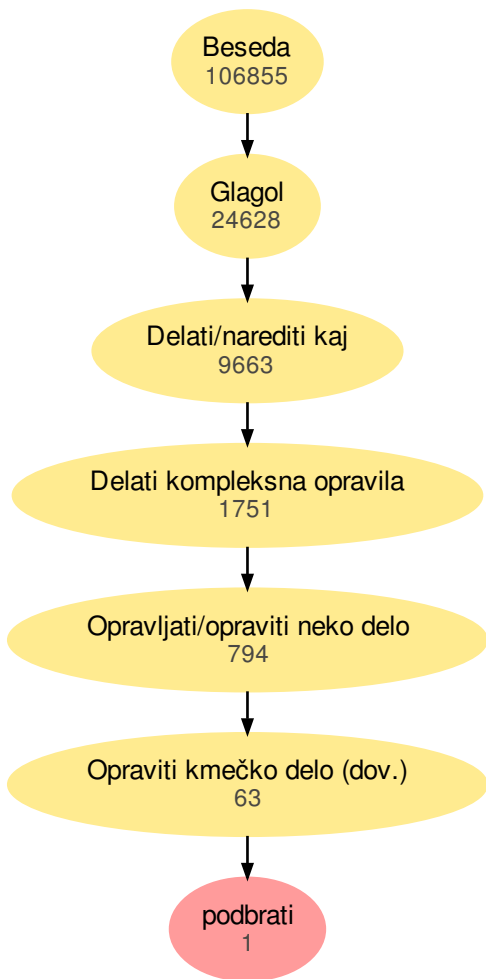 Beseda
106855
Glagol
24628
Delati/narediti kaj
9663
Delati kompleksna opravila
1751
Opravljati/opraviti neko delo
794
Opraviti kmečko delo (dov.)
63
podbrati
1